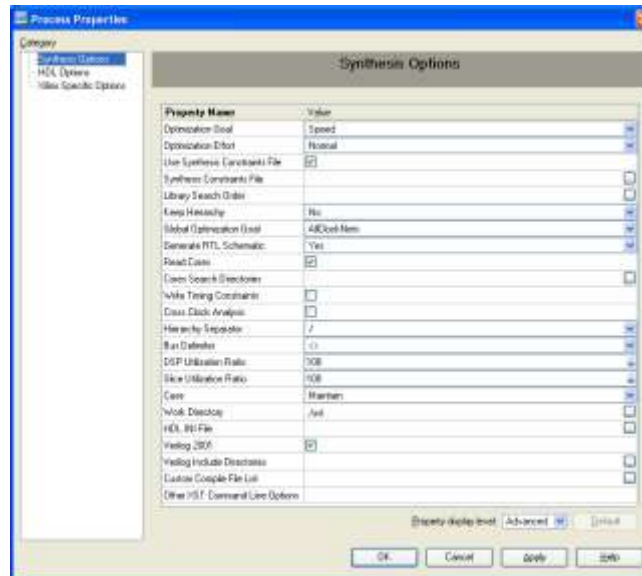 Process Properties
Category
Synthesis Options
HDL Options
Xilinx Specific Options
Synthesis Options
Property Name Value
Optimization Goal Speed
Optimization Effort Normal
Use Synthesis Constraints File
Synthesis Constraints File
Library Search Order
Keep Hierarchy No
Global Optimization Goal AllClockNets
Generate RTL Schematic Yes
Read Cores
Cores Search Directories
Write Timing Constraints
Cross Clock Analysis
Hierarchy Separator /
Bus Delimiter <>
DSP Utilization Ratio 100
Slice Utilization Ratio 100
Case Maintain
Work Directory ./xst
HDL INI File
Verilog 2001
Verilog Include Directories
Custom Compile File List
Other XST Command Line Options
Property display level: Advanced Default
OK Cancel Apply Help